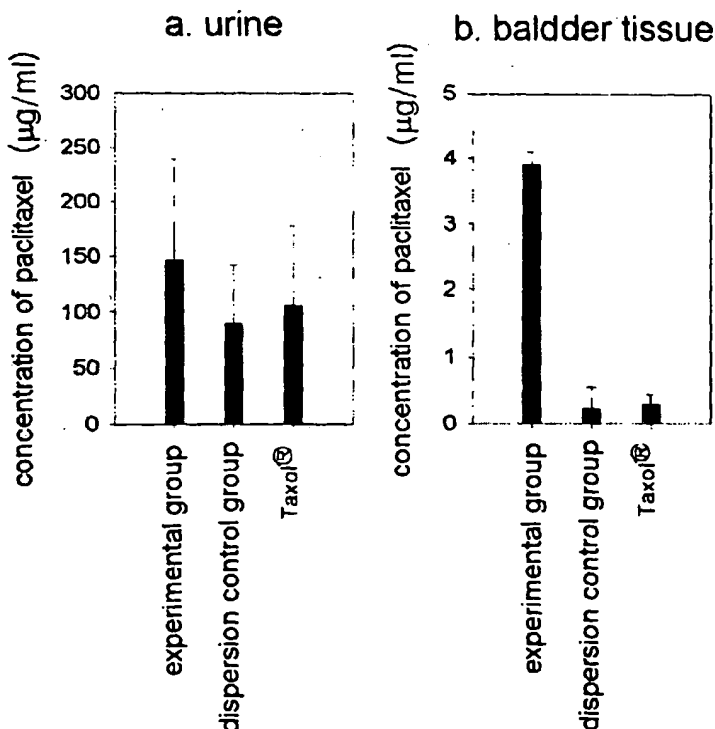 a. urine
concentration of paclitaxel (µg/ml)
300
250
200
150
100
50
0
experimental group
dispersion control group
Taxol®
b. baldder tissue
concentration of paclitaxel (µg/ml)
5
4
3
2
1
0
experimental group
dispersion control group
Taxol®